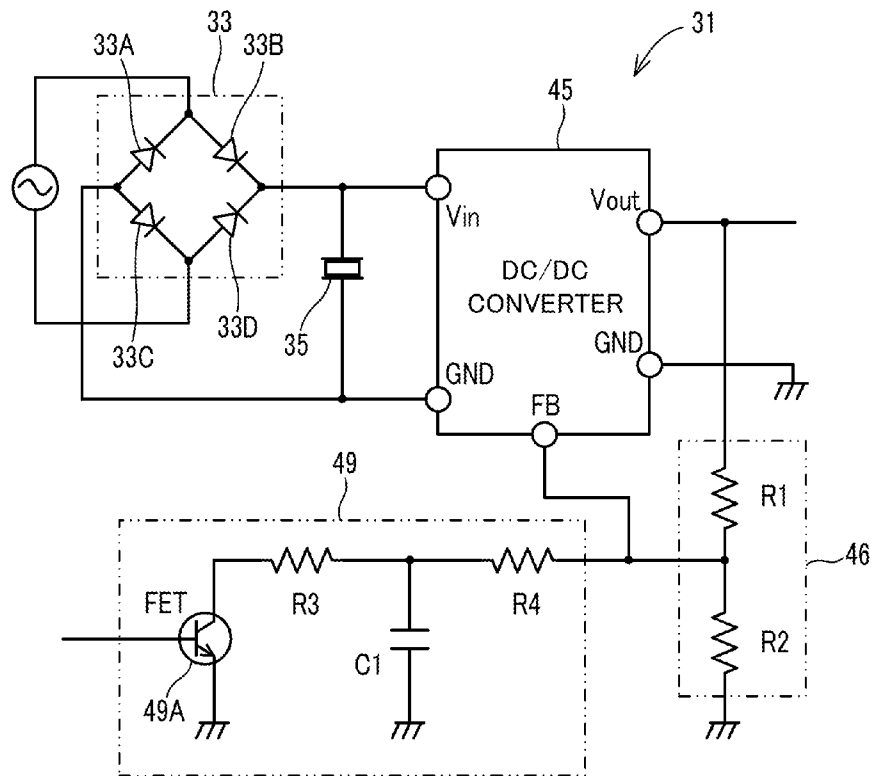 31
33
33A
33B
45
Vin
Vout
DC/DC
CONVERTER
33C
33D
35
GND
GND
FB
49
R1
46
R3
R4
FET
R2
C1
49A